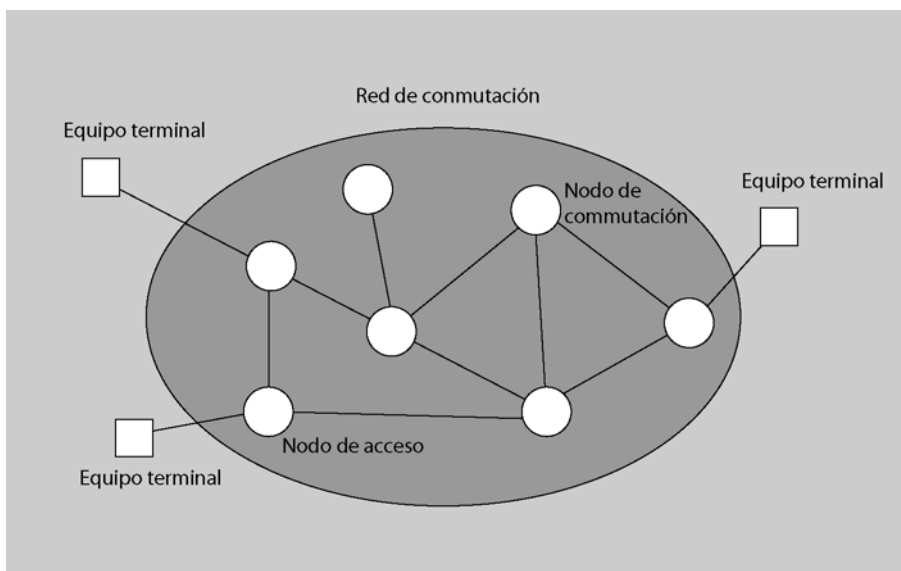 Red de conmutación
Equipo terminal
Equipo terminal
Nodo de
commutación
Nodo de acceso
Equipo terminal